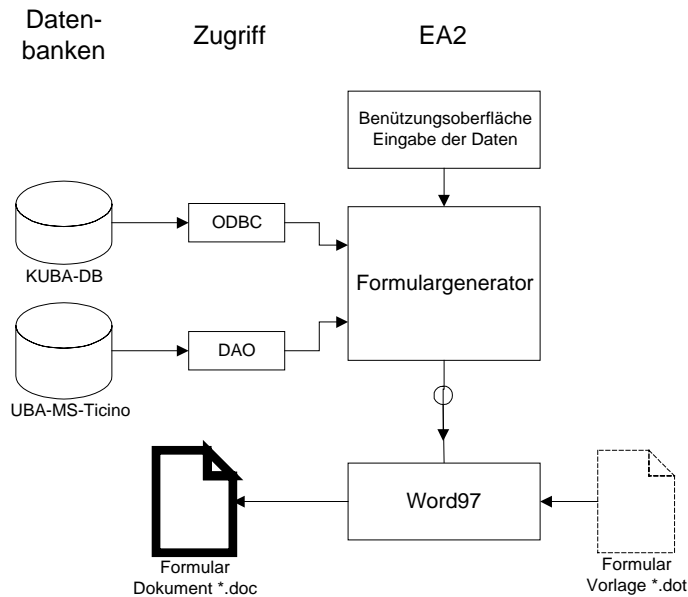 Daten-
banken
Zugriff
EA2
Benützungsoberfläche
Eingabe der Daten
ODBC
KUBA-DB
Formulargenerator
DAO
UBA-MS-Ticino
Word97
Formular
Dokument *.doc
Formular
Vorlage *.dot